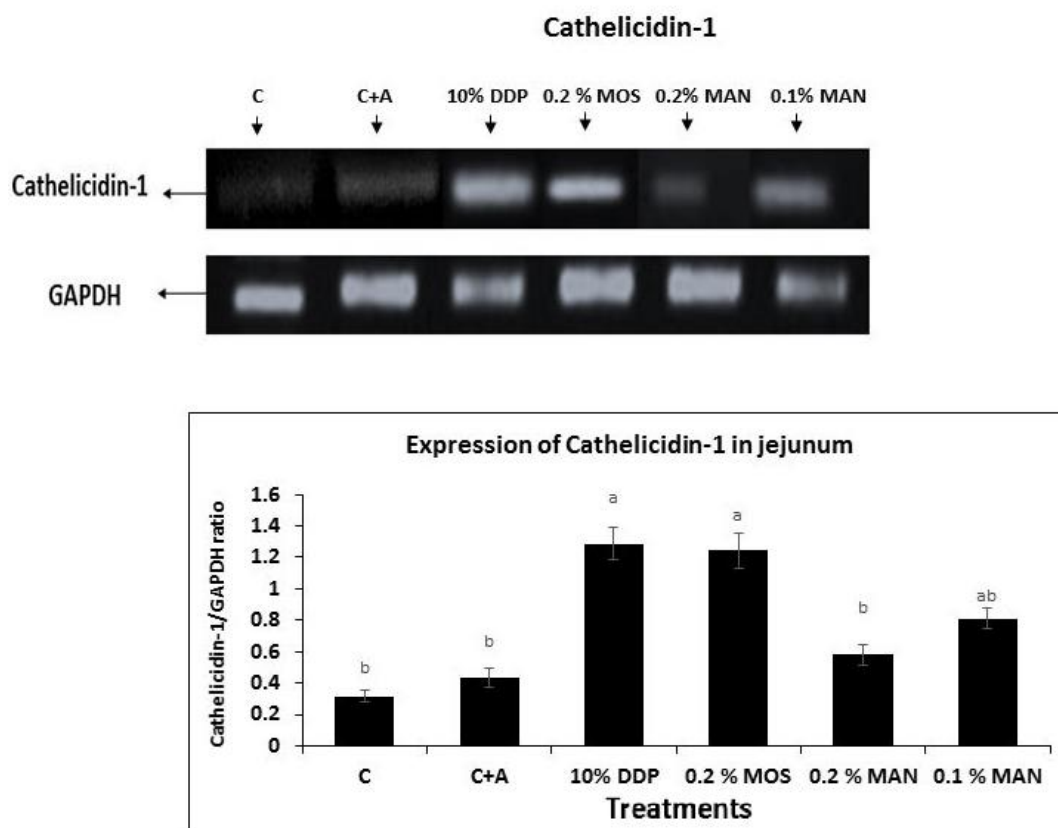 Cathelicidin-1
C C+A 10% DDP 0.2 % MOS 0.2% MAN 0.1% MAN
Cathelicidin-1
GAPDH
Expression of Cathelicidin-1 in jejunum
Cathelicidin-1/GAPDH ratio
1.6
1.4
1.2
1
0.8
0.6
0.4
0.2
0
b b a a b ab
C C+A 10% DDP 0.2 % MOS 0.2 % MAN 0.1 % MAN
Treatments